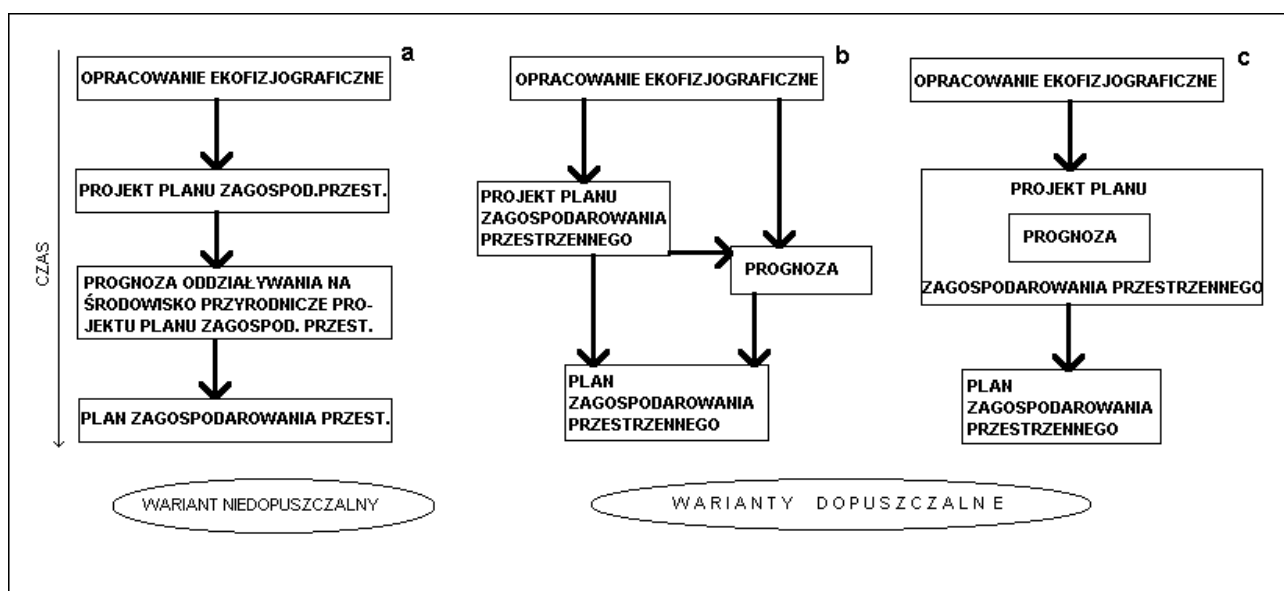 CZAS
a
OPRACOWANIE EKOFIZJOGRAFICZNE
PROJEKT PLANU ZAGOSPOD.PRZEST.
PROGNOZA ODDZIAŁYWANIA NA
ŚRODOWISKO PRZYRODNICZE PRO-
JEKTU PLANU ZAGOSPOD. PRZEST.
PLAN ZAGOSPODAROWANIA PRZEST.
WARIANT NIEDOPUSZCZALNY
b
OPRACOWANIE EKOFIZJOGRAFICZNE
PROJEKT PLANU
ZAGOSPODAROWANIA
PRZESTRZENNEGO
PROGNOZA
PLAN
ZAGOSPODAROWANIA
PRZESTRZENNEGO
c
OPRACOWANIE EKOFIZJOGRAFICZNE
PROJEKT PLANU
PROGNOZA
ZAGOSPODAROWANIA PRZESTRZENNEGO
PLAN
ZAGOSPODAROWANIA
PRZESTRZENNEGO
WARIANTY DOPUSZCZALNE